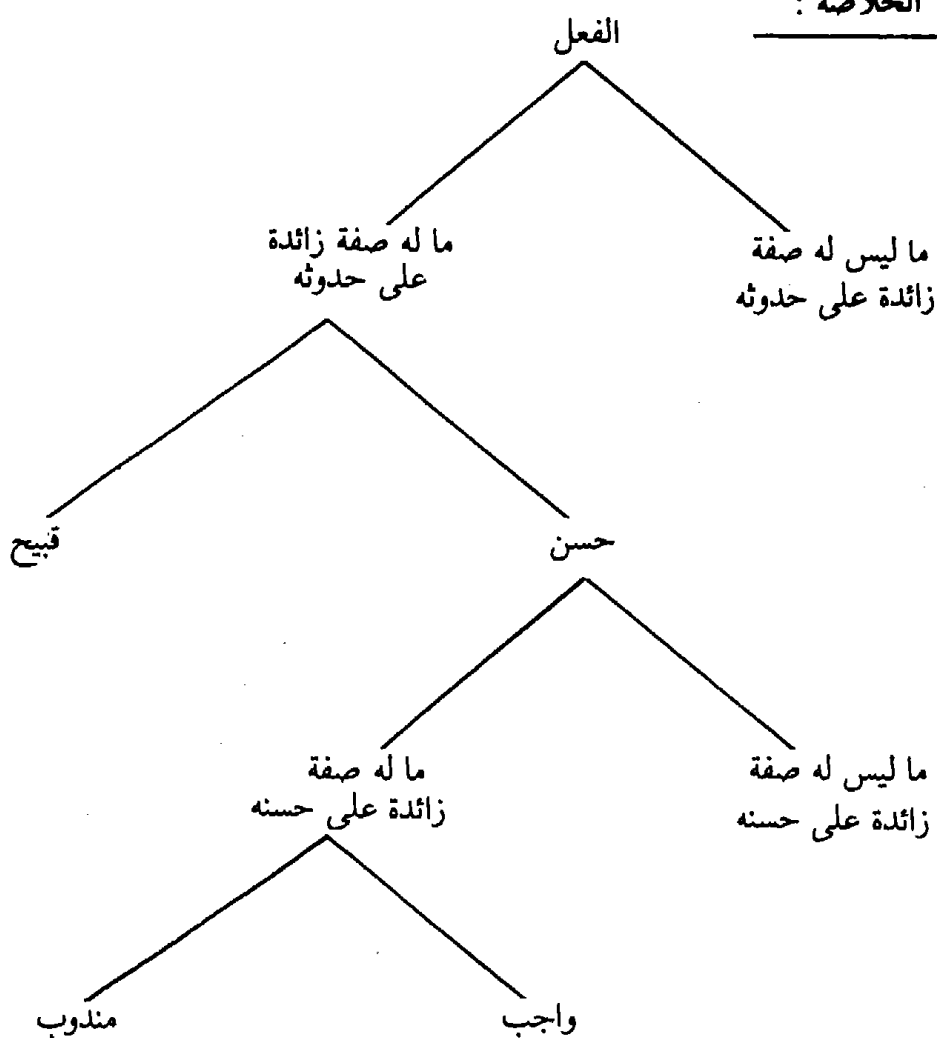 الخلاصة :
الفعل
ما ليس له صفة
زائدة على حدوثه
ما له صفة زائدة
على حدوثه
حسن
قبيح
ما ليس له صفة
زائدة على حسنه
ما له صفة
زائدة على حسنه
واجب
مندوب